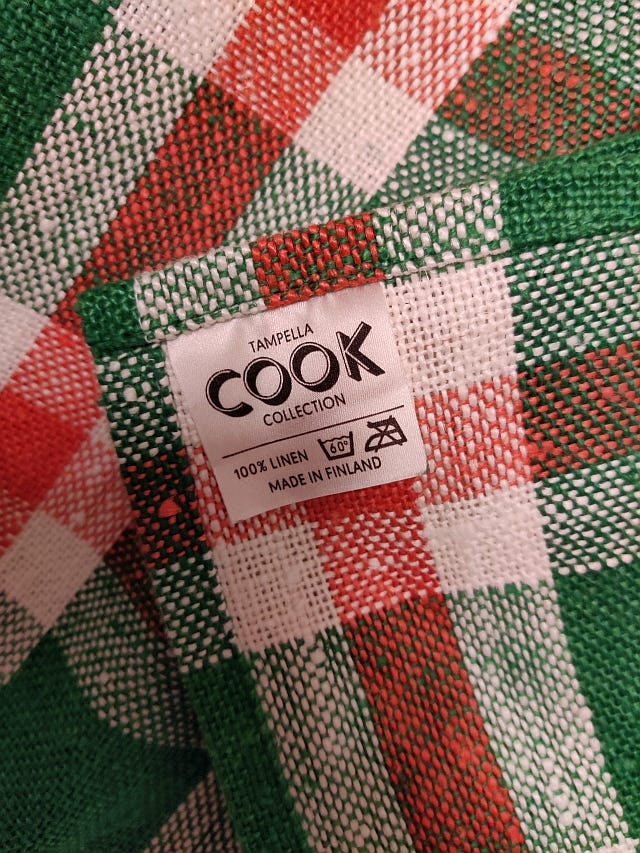 TAMPELLA
COOK
COLLECTION
100% LINEN 60°
MADE IN FINLAND